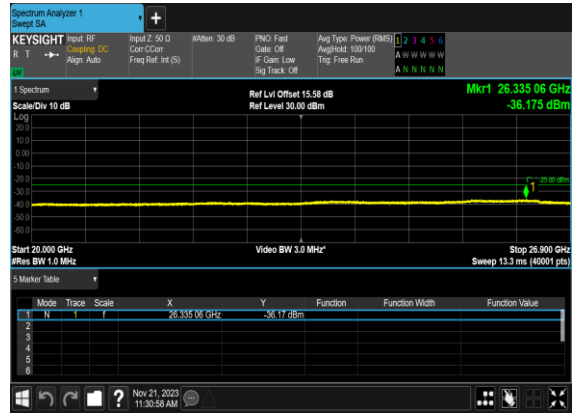 Spectrum Analyzer 1
Swept SA
KEYSIGHT Input: RF Input Z: 50 Ω #Atten: 30 dB PNO: Fast Avg Type: Power (RMS) 1 2 3 4 5 6
R T Coupling: DC Corr CCorr Gate: Off Avg|Hold: 100/100 A W W W W W
Align: Auto Freq Ref: Int (S) IF Gain: Low Trig: Free Run
Sig Track: Off A N N N N N
1 Spectrum Ref Lvl Offset 15.58 dB Mkr1 26.335 06 GHz
Scale/Div 10 dB Ref Level 30.00 dBm -36.175 dBm
Log
20.0
10.0
0.00
-10.0
-20.0
-25.00 dBm
1
-30.0
-40.0
-50.0
-60.0
Start 20.000 GHz Video BW 3.0 MHz* Stop 26.900 GHz
#Res BW 1.0 MHz Sweep 13.3 ms (40001 pts)
5 Marker Table
Mode Trace Scale X Y Function Function Width Function Value
1 N 1 f 26.335 06 GHz -36.17 dBm
2
3
4
5
6
? Nov 21, 2023
11:30:58 AM